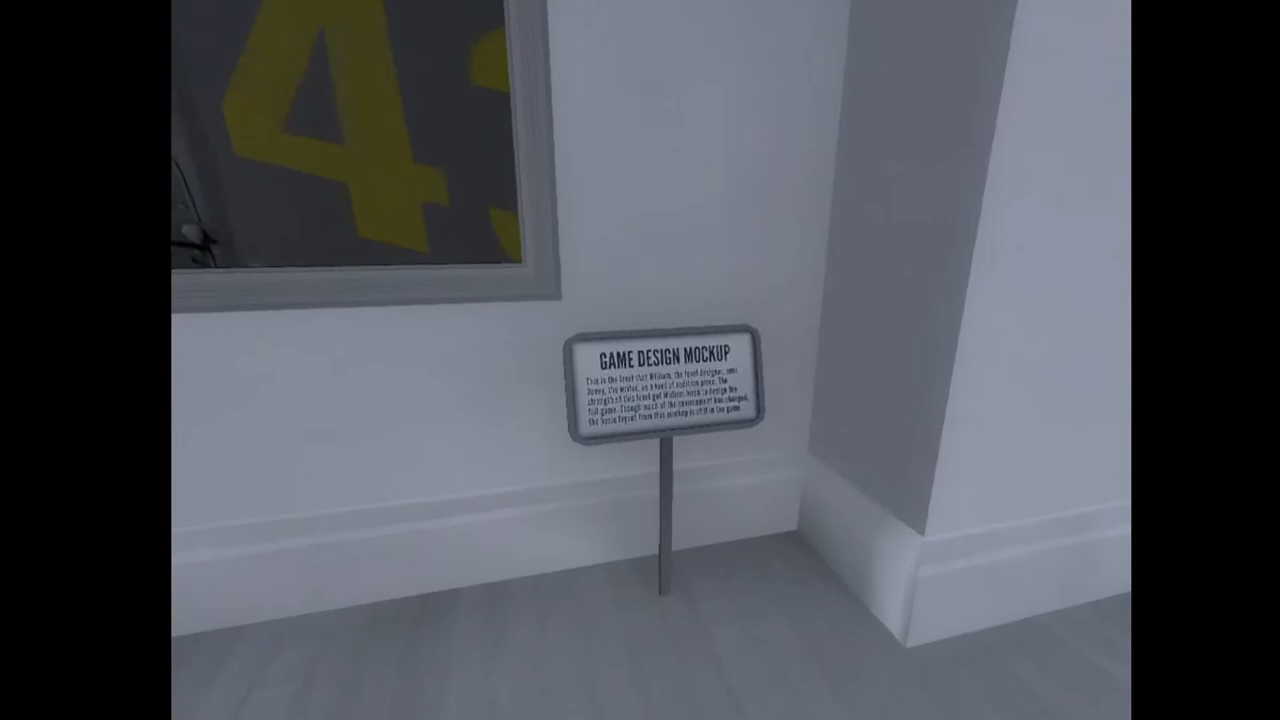 4
GAME DESIGN MOCKUP
This is the level that William, the level designer, sent
Davey, the writer, as a kind of audition piece. The
strength of this level got William hired to design the
full game. Though much of the environment has changed,
the basic layout from this mockup is still in the game